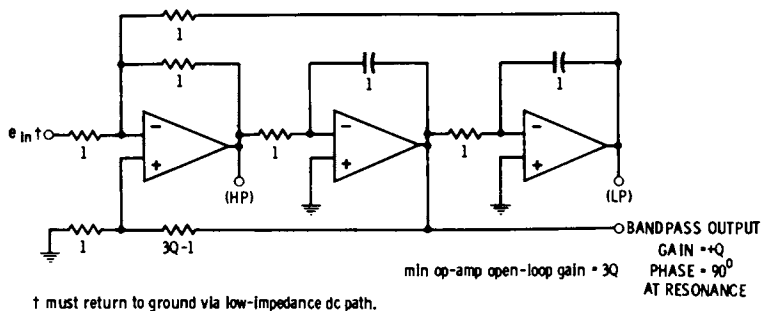 1
1
1
1
e in †
1
1
1
(HP)
(LP)
1
3Q-1
BANDPASS OUTPUT
GAIN = +Q
PHASE = 90°
AT RESONANCE
min op-amp open-loop gain = 3Q
† must return to ground via low-impedance dc path.